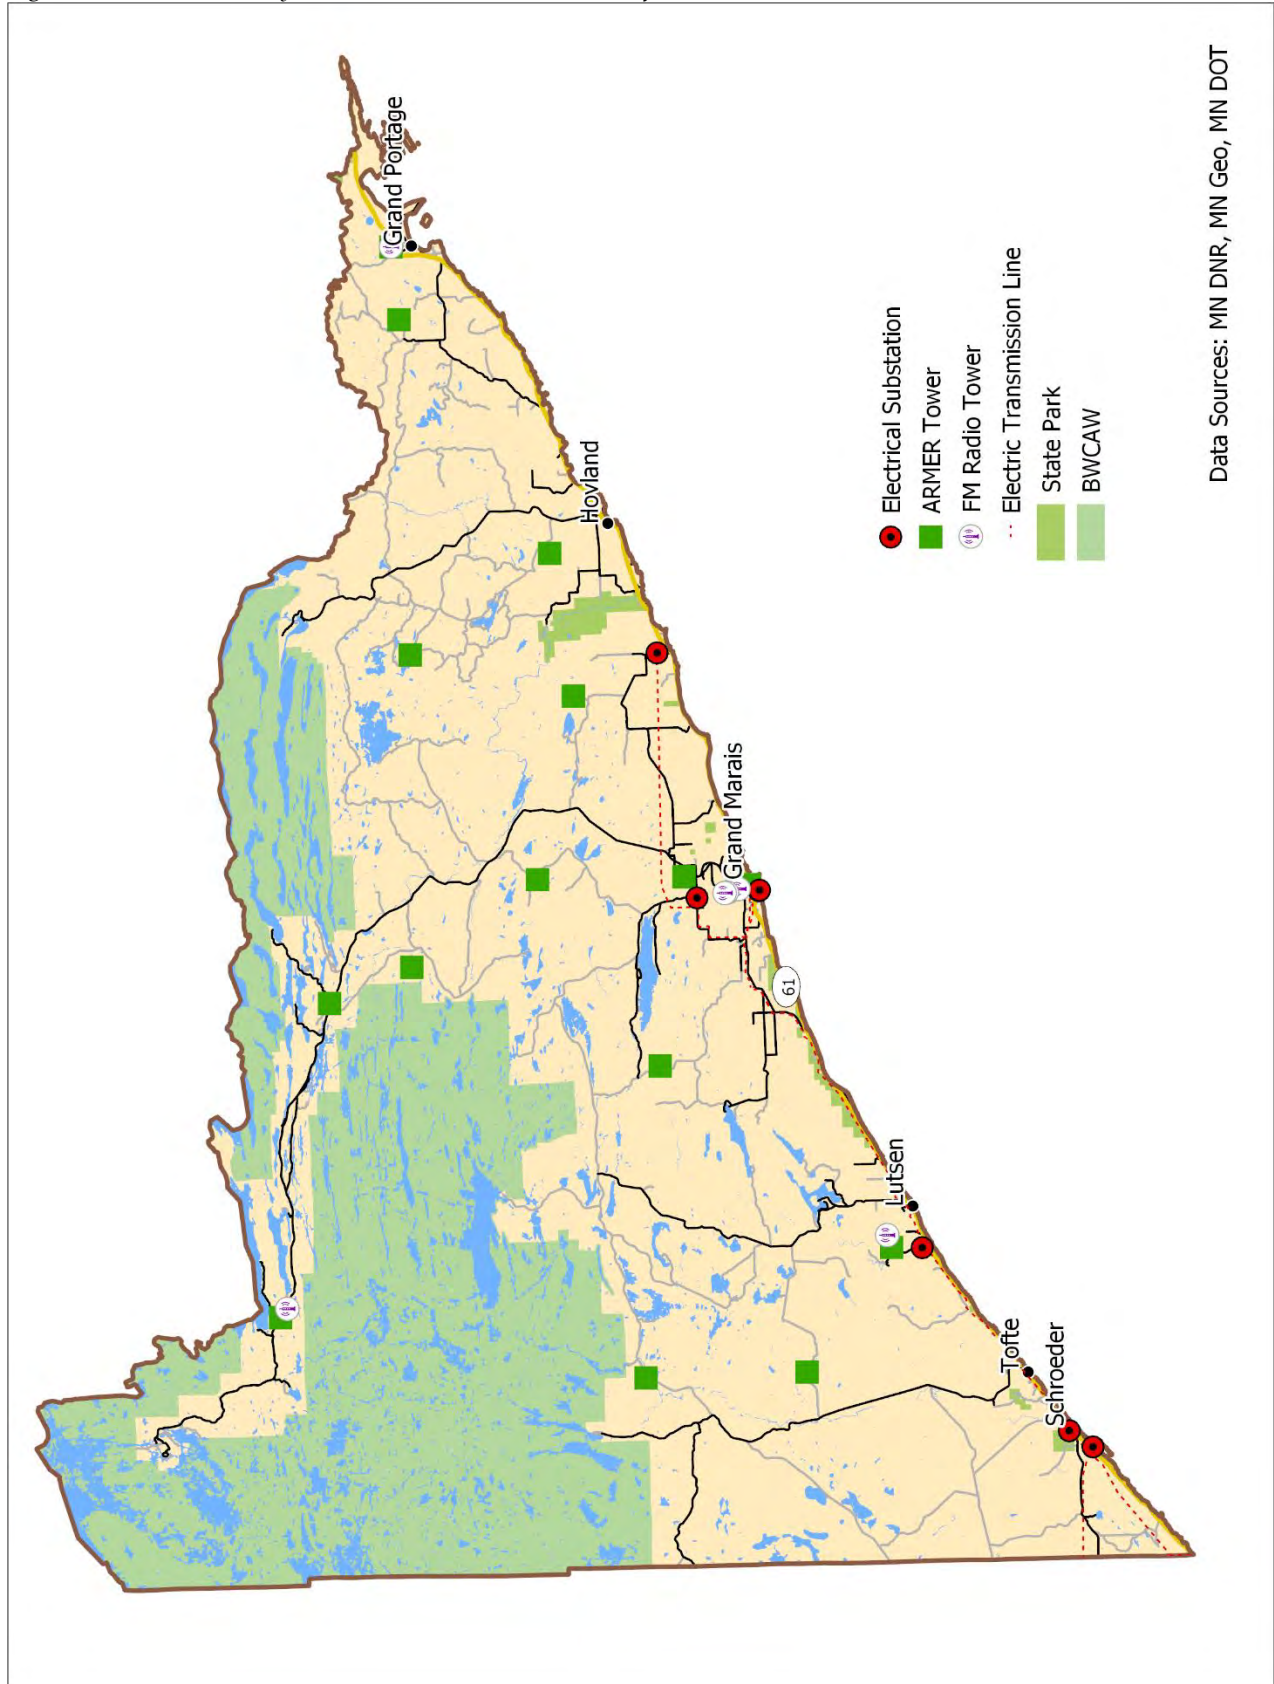 Grand Portage
Hovland
Grand Marais
61
Lutsen
Tofte
Schroeder
Electrical Substation
ARMER Tower
FM Radio Tower
Electric Transmission Line
State Park
BWCAW
Data Sources: MN DNR, MN Geo, MN DOT